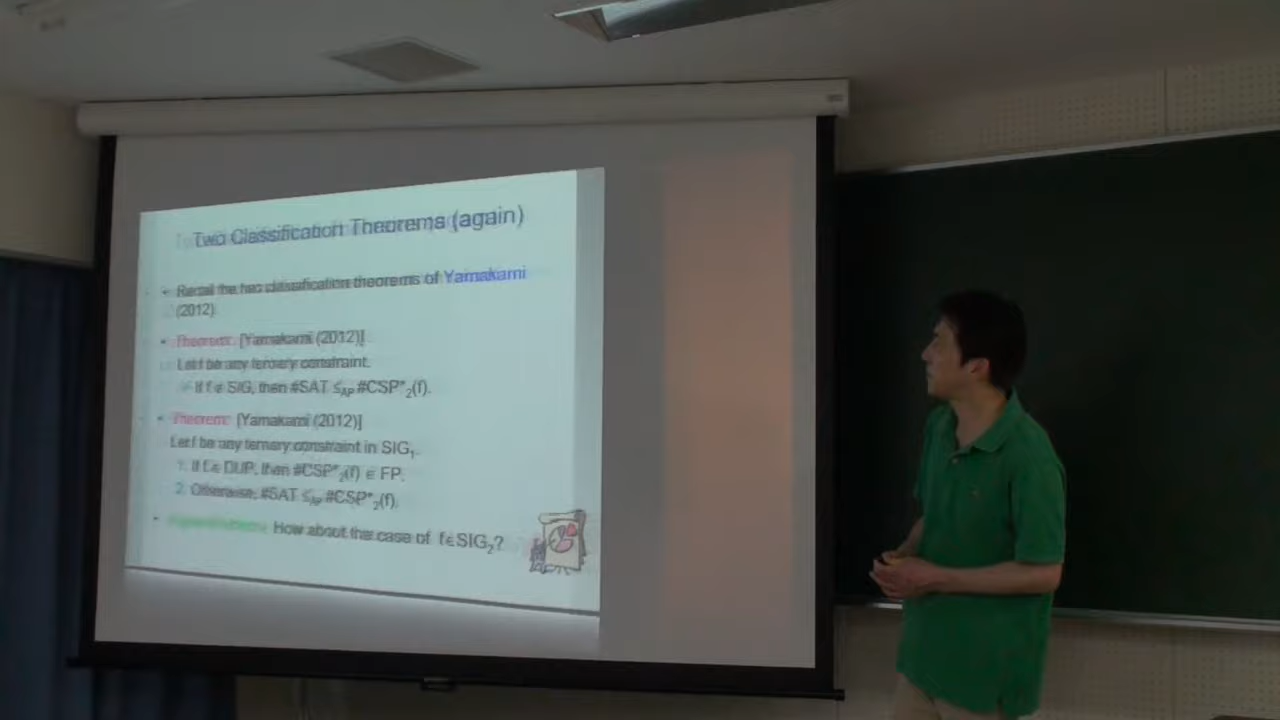 Two Classification Theorems (again)
• Recall the two classification theorems of Yamakami
(2012).
• Theorem: [Yamakami (2012)]
Let f be any ternary constraint.
If f ∉ SIG, then #SAT ≤AP #CSP*2(f).
• Theorem: [Yamakami (2012)]
Let f be any ternary constraint in SIG1.
1. If f ∈ DUP, then #CSP*2(f) ∈ FP.
2. Otherwise, #SAT ≤AP #CSP*2(f).
• How about the case of f∈SIG2?